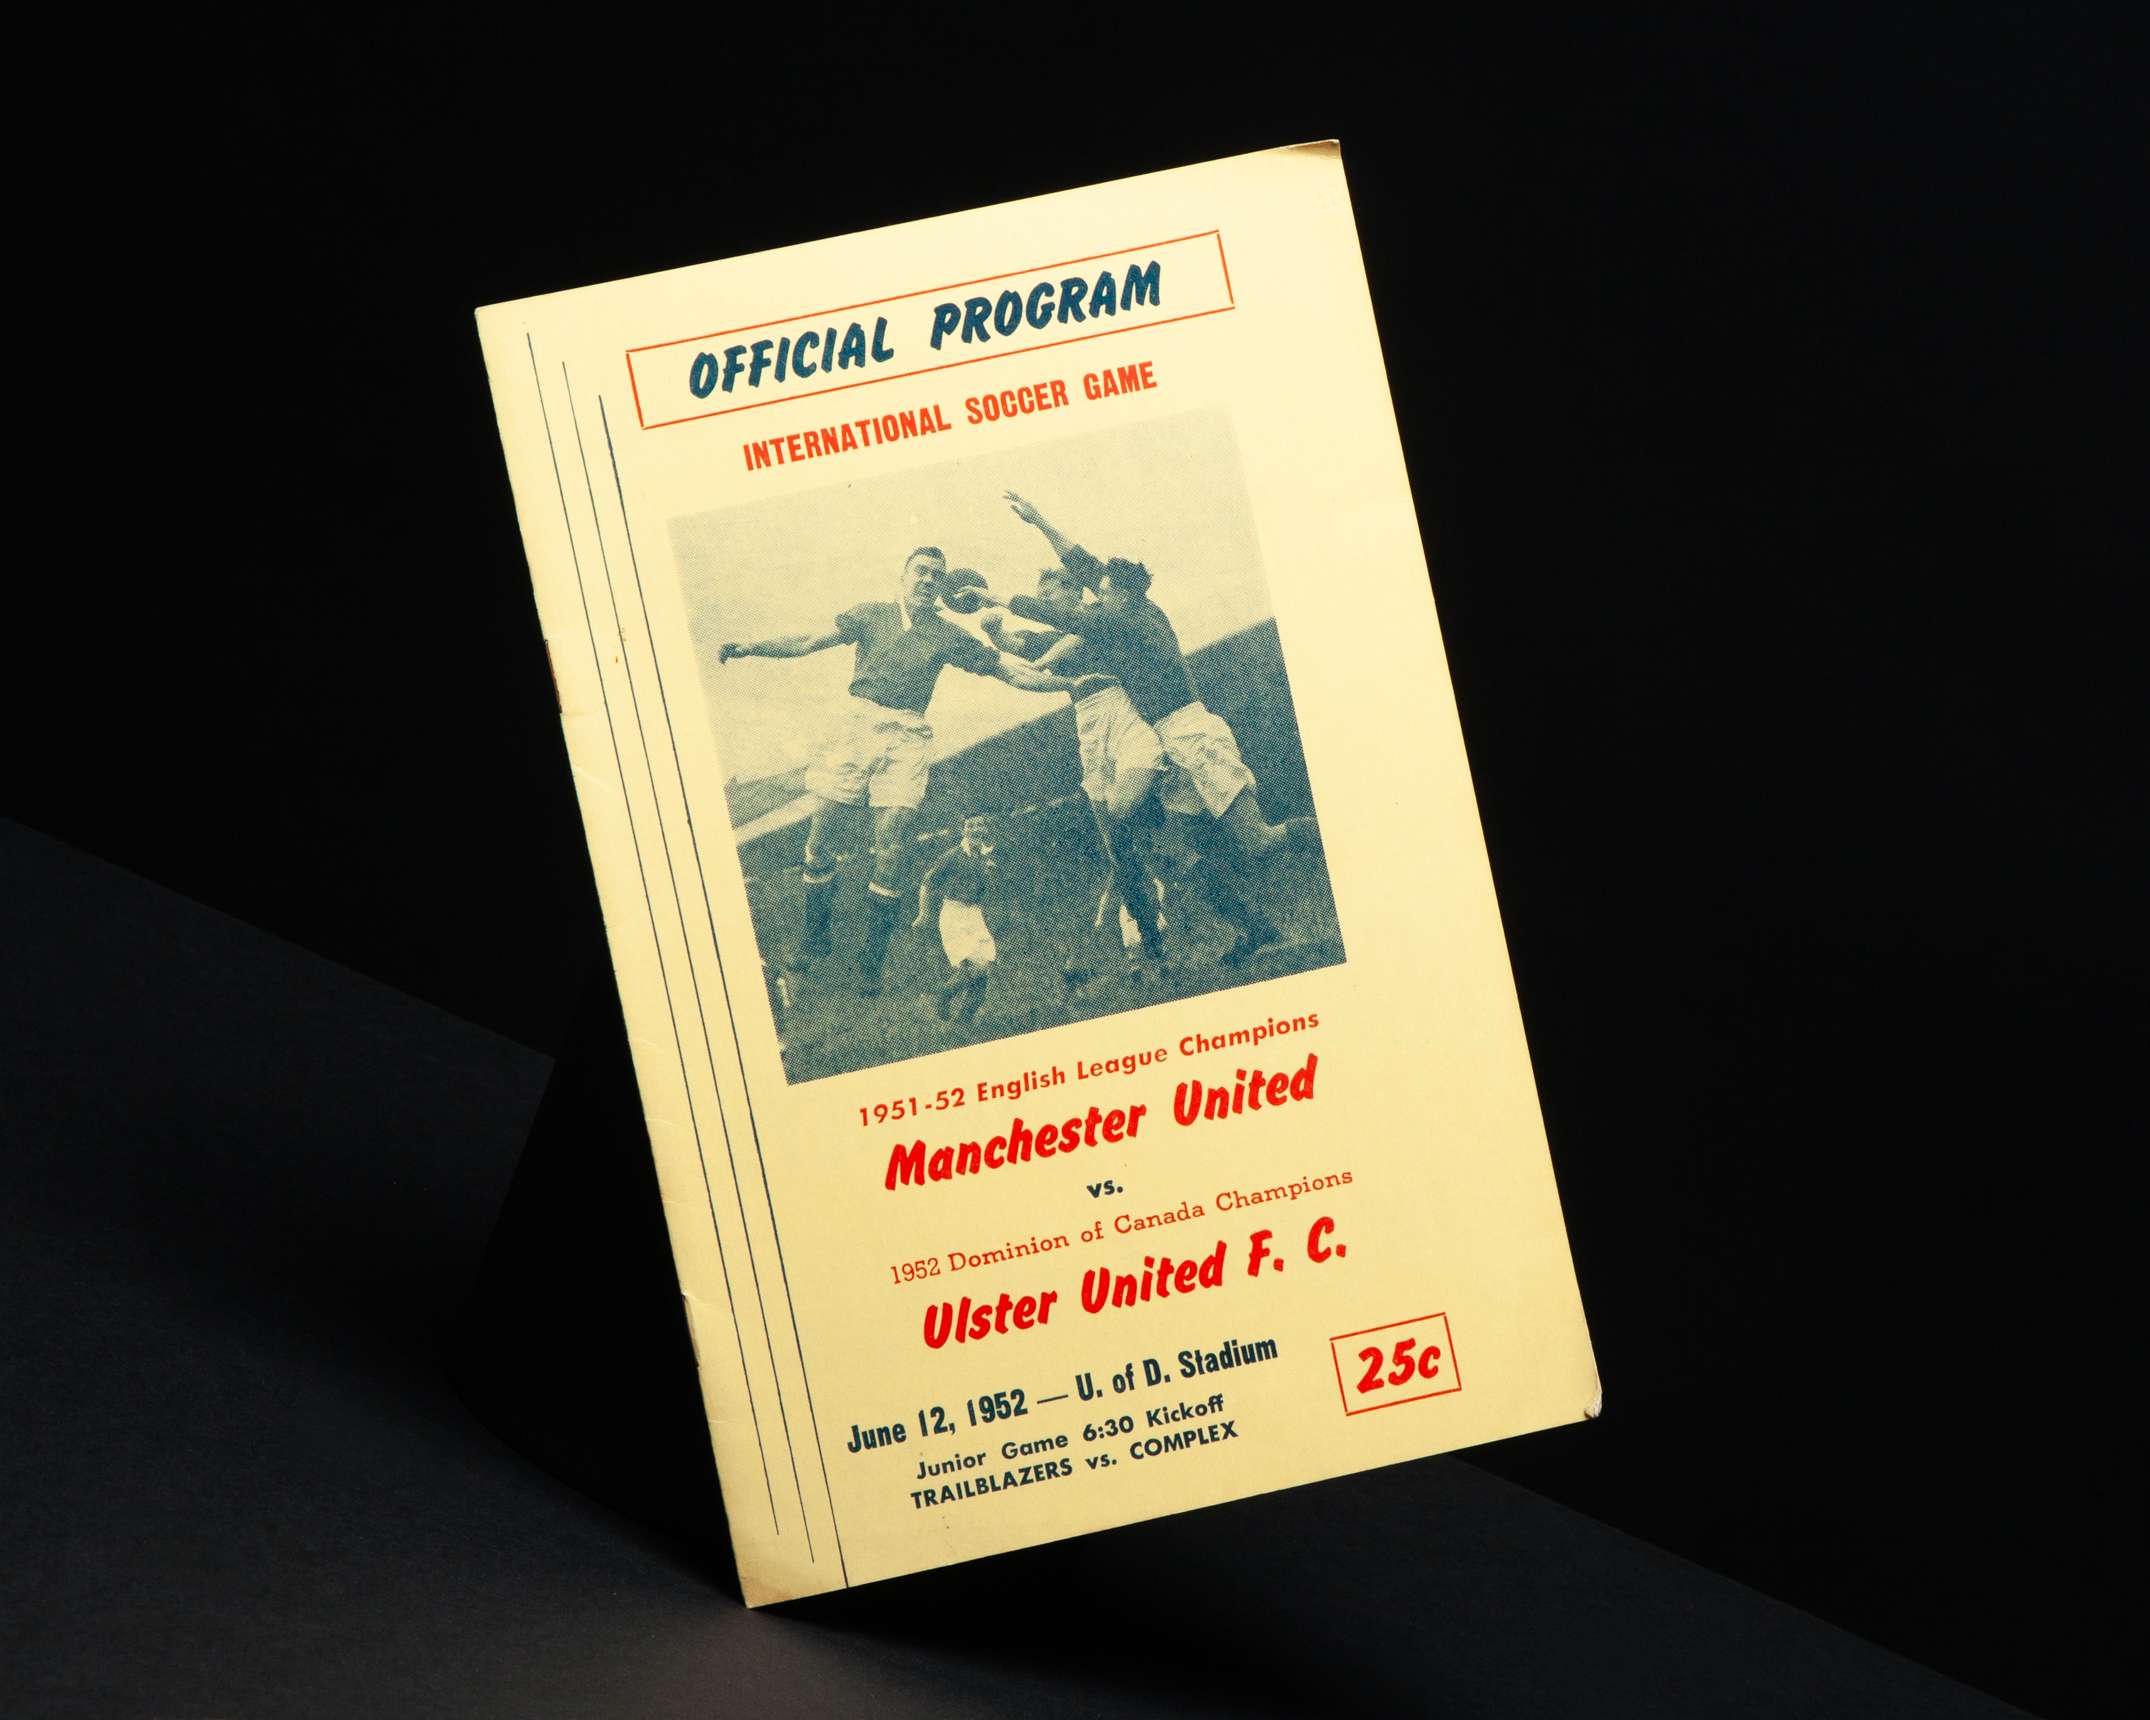 OFFICIAL PROGRAM
INTERNATIONAL SOCCER GAME
1951-52 English League Champions
Manchester United
vs.
1952 Dominion of Canada Champions
Ulster United F. C.
June 12, 1952 — U. of D. Stadium
Junior Game 6:30 Kickoff
TRAILBLAZERS vs. COMPLEX
25c